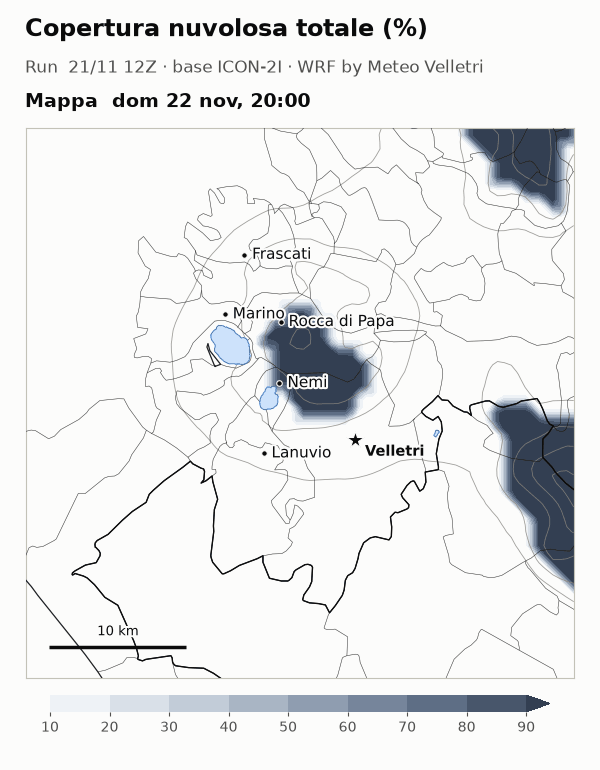 Copertura nuvolosa totale (%)
Run  21/11 12Z · base ICON-2I · WRF by Meteo Velletri
Mappa  dom 22 nov, 20:00
Frascati
Marino
Rocca di Papa
Nemi
Velletri
Lanuvio
10 km
10 20 30 40 50 60 70 80 90